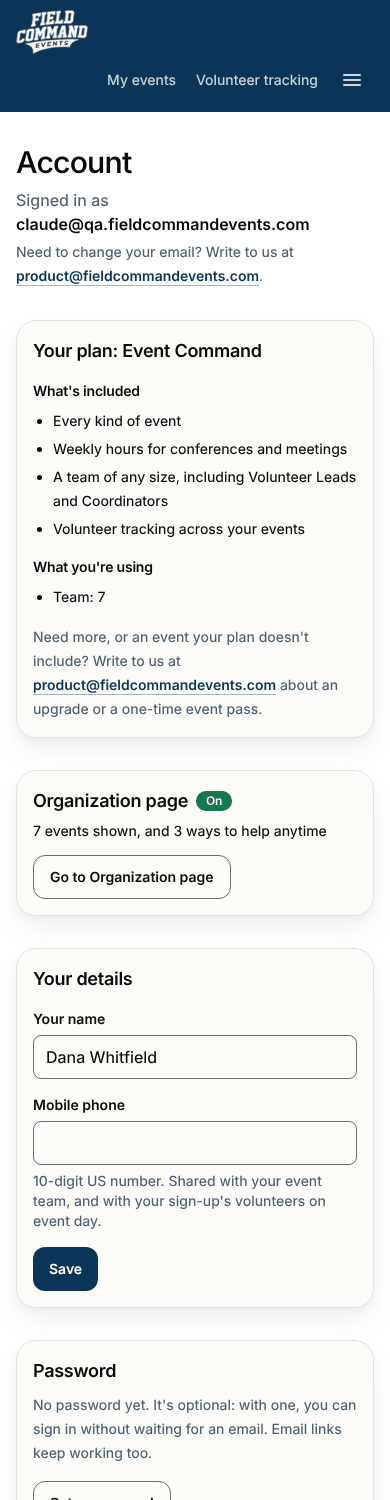 FIELD
COMMAND
EVENTS
My events Volunteer tracking
Account
Signed in as
claude@qa.fieldcommandevents.com
Need to change your email? Write to us at
product@fieldcommandevents.com.
Your plan: Event Command
What's included
• Every kind of event
• Weekly hours for conferences and meetings
• A team of any size, including Volunteer Leads
and Coordinators
• Volunteer tracking across your events
What you're using
• Team: 7
Need more, or an event your plan doesn't
include? Write to us at
product@fieldcommandevents.com about an
upgrade or a one-time event pass.
Organization page On
7 events shown, and 3 ways to help anytime
Go to Organization page
Your details
Your name
Dana Whitfield
Mobile phone
10-digit US number. Shared with your event
team, and with your sign-up's volunteers on
event day.
Save
Password
No password yet. It's optional: with one, you can
sign in without waiting for an email. Email links
keep working too.